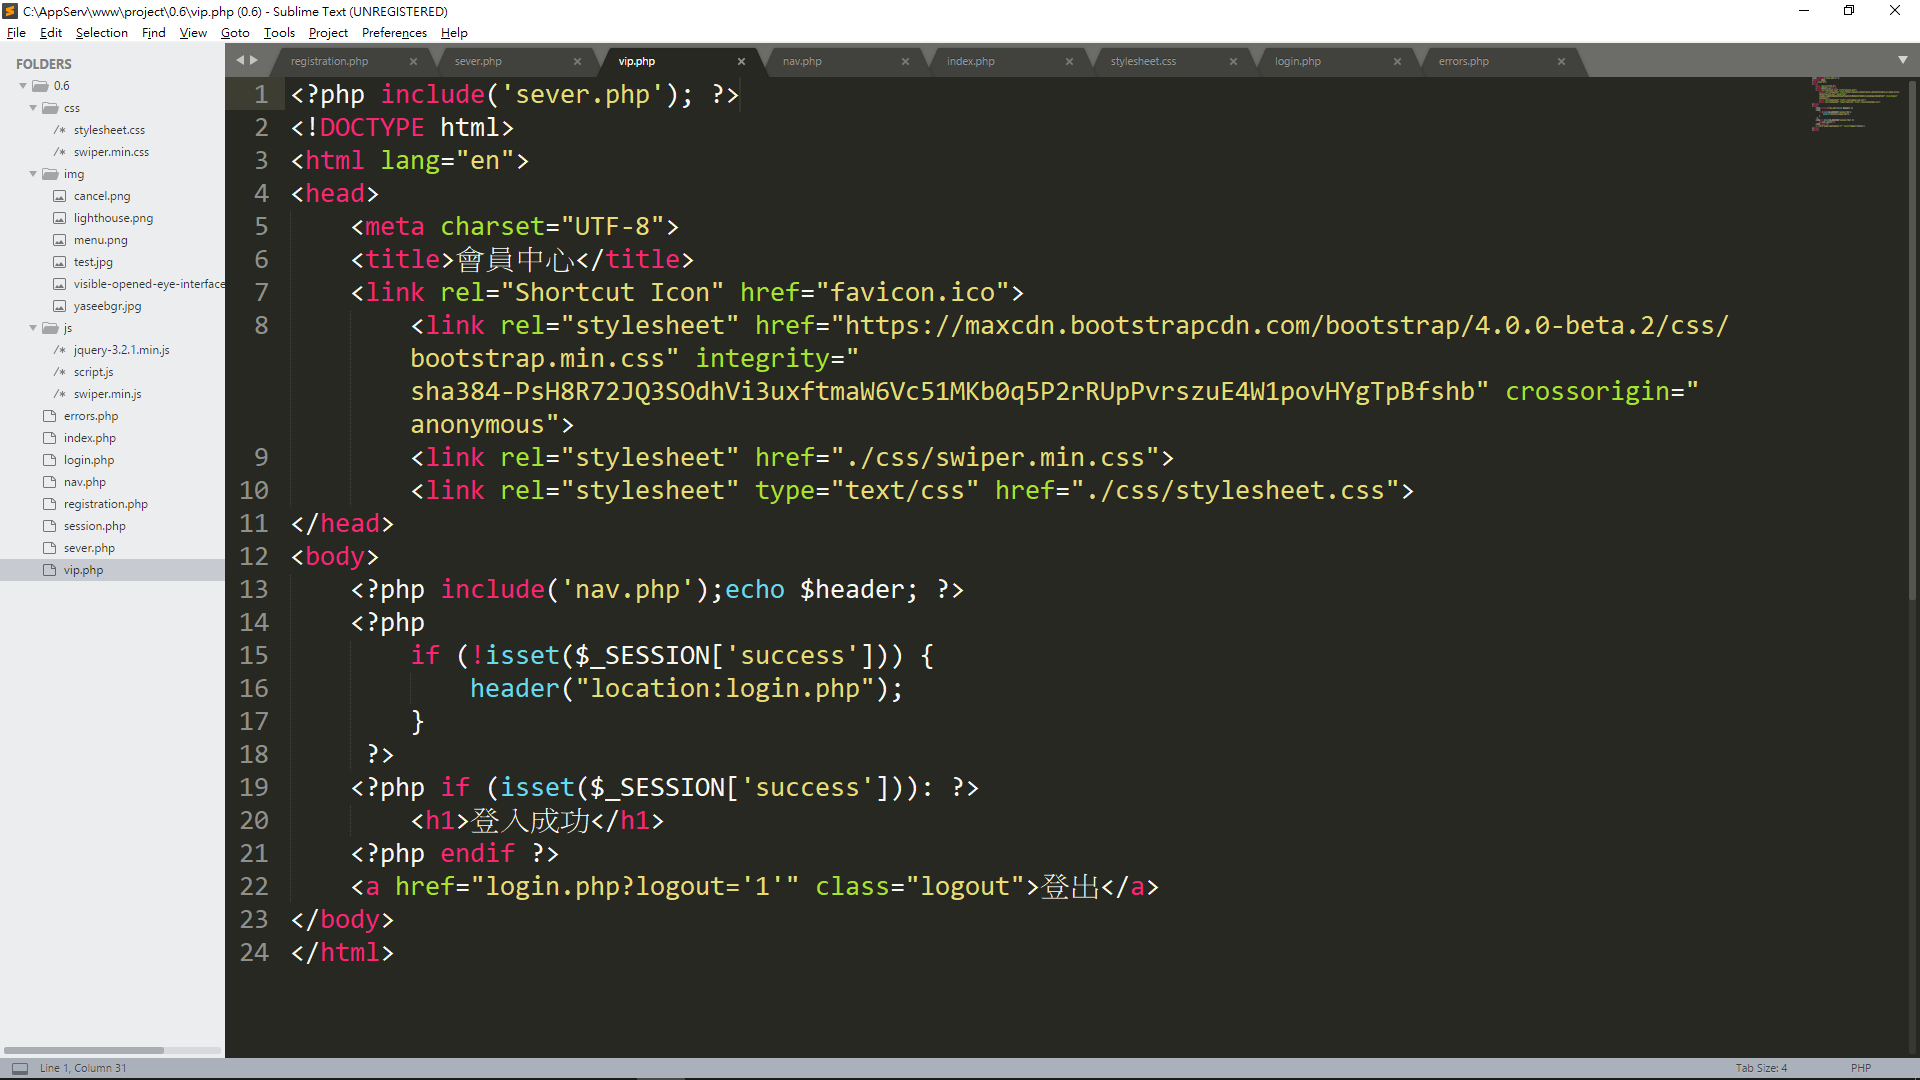 C:\AppServ\www\project\0.6\vip.php (0.6) - Sublime Text (UNREGISTERED)
File Edit Selection Find View Goto Tools Project Preferences Help
FOLDERS
0.6
css
/* stylesheet.css
/* swiper.min.css
img
cancel.png
lighthouse.png
menu.png
test.jpg
visible-opened-eye-interface
yaseebgr.jpg
js
/* jquery-3.2.1.min.js
/* script.js
/* swiper.min.js
errors.php
index.php
login.php
nav.php
registration.php
session.php
sever.php
vip.php
registration.php × sever.php × vip.php × nav.php × index.php × stylesheet.css × login.php × errors.php ×
1 <?php include('sever.php'); ?>
2 <!DOCTYPE html>
3 <html lang="en">
4 <head>
5 <meta charset="UTF-8">
6 <title>會員中心</title>
7 <link rel="Shortcut Icon" href="favicon.ico">
8 <link rel="stylesheet" href="https://maxcdn.bootstrapcdn.com/bootstrap/4.0.0-beta.2/css/
bootstrap.min.css" integrity="
sha384-PsH8R72JQ3SOdhVi3uxftmaW6Vc51MKb0q5P2rRUpPvrszuE4W1povHYgTpBfshb" crossorigin="
anonymous">
9 <link rel="stylesheet" href="./css/swiper.min.css">
10 <link rel="stylesheet" type="text/css" href="./css/stylesheet.css">
11 </head>
12 <body>
13 <?php include('nav.php');echo $header; ?>
14 <?php
15 if (!isset($_SESSION['success'])) {
16 header("location:login.php");
17 }
18 ?>
19 <?php if (isset($_SESSION['success'])): ?>
20 <h1>登入成功</h1>
21 <?php endif ?>
22 <a href="login.php?logout='1'" class="logout">登出</a>
23 </body>
24 </html>
Line 1, Column 31
Tab Size: 4
PHP